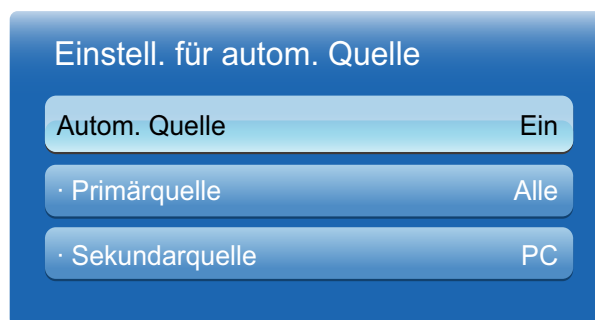 Einstell. für autom. Quelle
Autom. Quelle Ein
· Primärquelle Alle
· Sekundarquelle PC